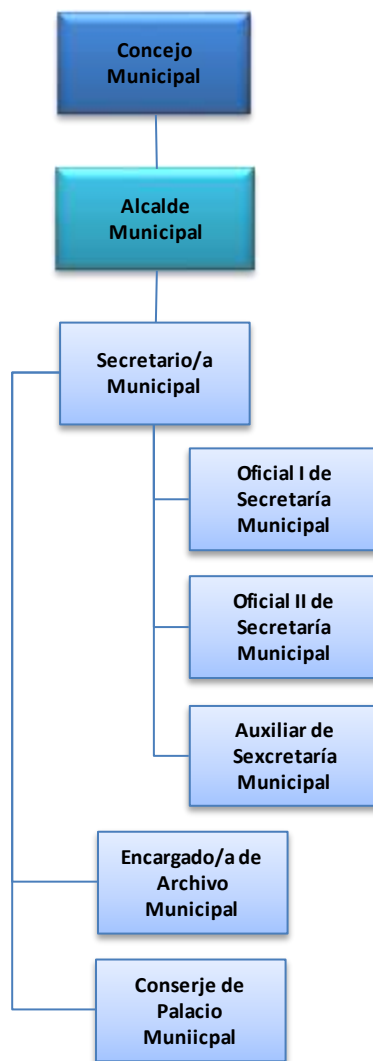 Concejo
Municipal
Alcalde
Municipal
Secretario/a
Municipal
Oficial I de
Secretaría
Municipal
Oficial II de
Secretaría
Municipal
Auxiliar de
Sexcretaría
Municipal
Encargado/a de
Archivo
Municipal
Conserje de
Palacio
Muniicpal